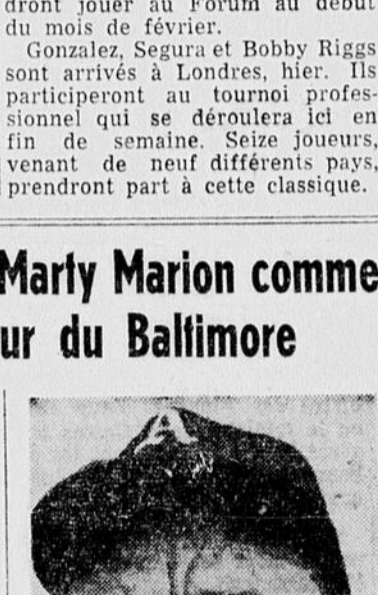 dront jouer au Forum au début
du mois de février.
Gonzalez, Segura et Bobby Riggs
sont arrivés à Londres, hier. Ils
participeront au tournoi profes-
sionnel qui se déroulera ici en
fin de semaine. Seize joueurs,
venant de neuf différents pays,
prendront part à cette classique.
Marty Marion comme
ur du Baltimore
A